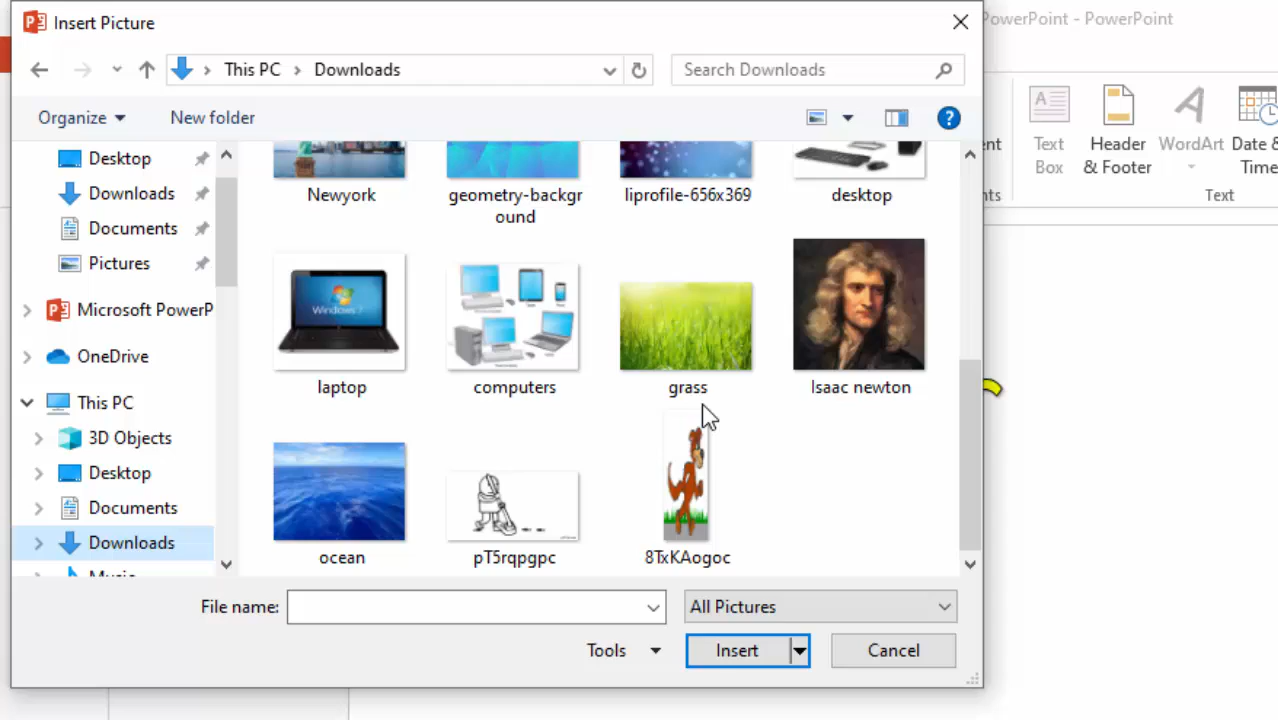 Insert Picture
PowerPoint - PowerPoint
This PC
Downloads
Search Downloads
Organize
New folder
Text
Box
Header
& Footer
WordArt
Date &
Time
Text
Desktop
Downloads
Documents
Pictures
Microsoft PowerP
OneDrive
This PC
3D Objects
Desktop
Documents
Downloads
Newyork
geometry-backgr
ound
liprofile-656x369
desktop
laptop
computers
grass
Isaac newton
ocean
pT5rqpgpc
8TxKAogoc
File name:
All Pictures
Tools
Insert
Cancel